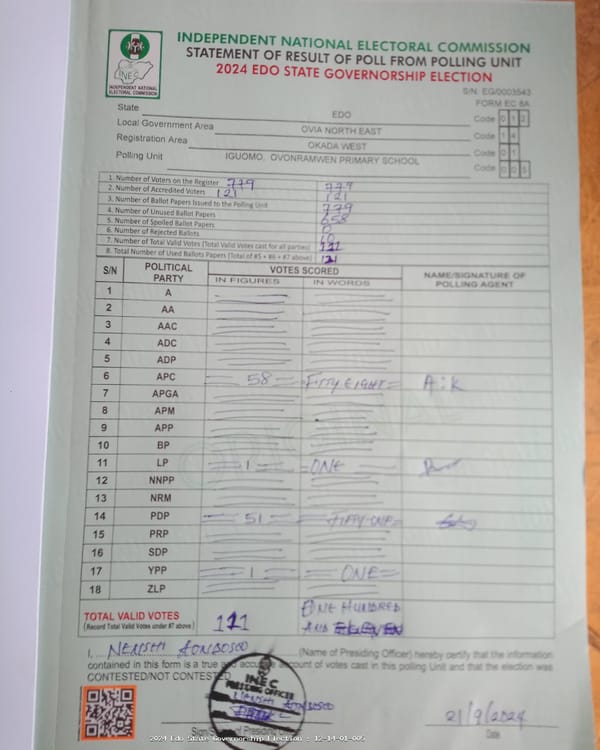 INDEPENDENT NATIONAL ELECTORAL COMMISSION
STATEMENT OF RESULT OF POLL FROM POLLING UNIT
2024 EDO STATE GOVERNORSHIP ELECTION
INEC
INDEPENDENT NATIONAL ELECTORAL COMMISSION
S/N EG/0003543
FORM EC 8A
State EDO Code 0 1 2
Local Government Area OVIA NORTH EAST Code 1 4
Registration Area OKADA WEST Code 0 1
Polling Unit IGUOMO, OVONRAMWEN PRIMARY SCHOOL Code 0 0 5
1. Number of Voters on the Register 779 779
2. Number of Accredited Voters 121 121
3. Number of Ballot Papers Issued to the Polling Unit 779
4. Number of Unused Ballot Papers 658
5. Number of Spoiled Ballot Papers 0
6. Number of Rejected Ballots 10
7. Number of Total Valid Votes (Total Valid Votes cast for all parties)
8. Total Number of Used Ballots Papers (Total of #5 + #6 + #7 above) 121
S/N POLITICAL PARTY VOTES SCORED NAME/SIGNATURE OF POLLING AGENT
IN FIGURES IN WORDS
1 A
2 AA
3 AAC
4 ADC
5 ADP
6 APC 58 FIFTY EIGHT A.K
7 APGA
8 APM
9 APP
10 BP
11 LP 1 ONE
12 NNPP
13 NRM
14 PDP 51 FIFTY-ONE
15 PRP
16 SDP
17 YPP 1 ONE
18 ZLP
TOTAL VALID VOTES 111 ONE HUNDRED
(Record Total Valid Votes under #7 above) AND ELEVEN
I, (Name of Presiding Officer) hereby certify that the information
contained in this form is a true and accurate account of votes cast in this polling Unit and that the election was
CONTESTED/NOT CONTESTED
INEC
PRESIDING OFFICER
21/9/2024
Date
2024 Edo State Governorship Election : 12-14-01-005